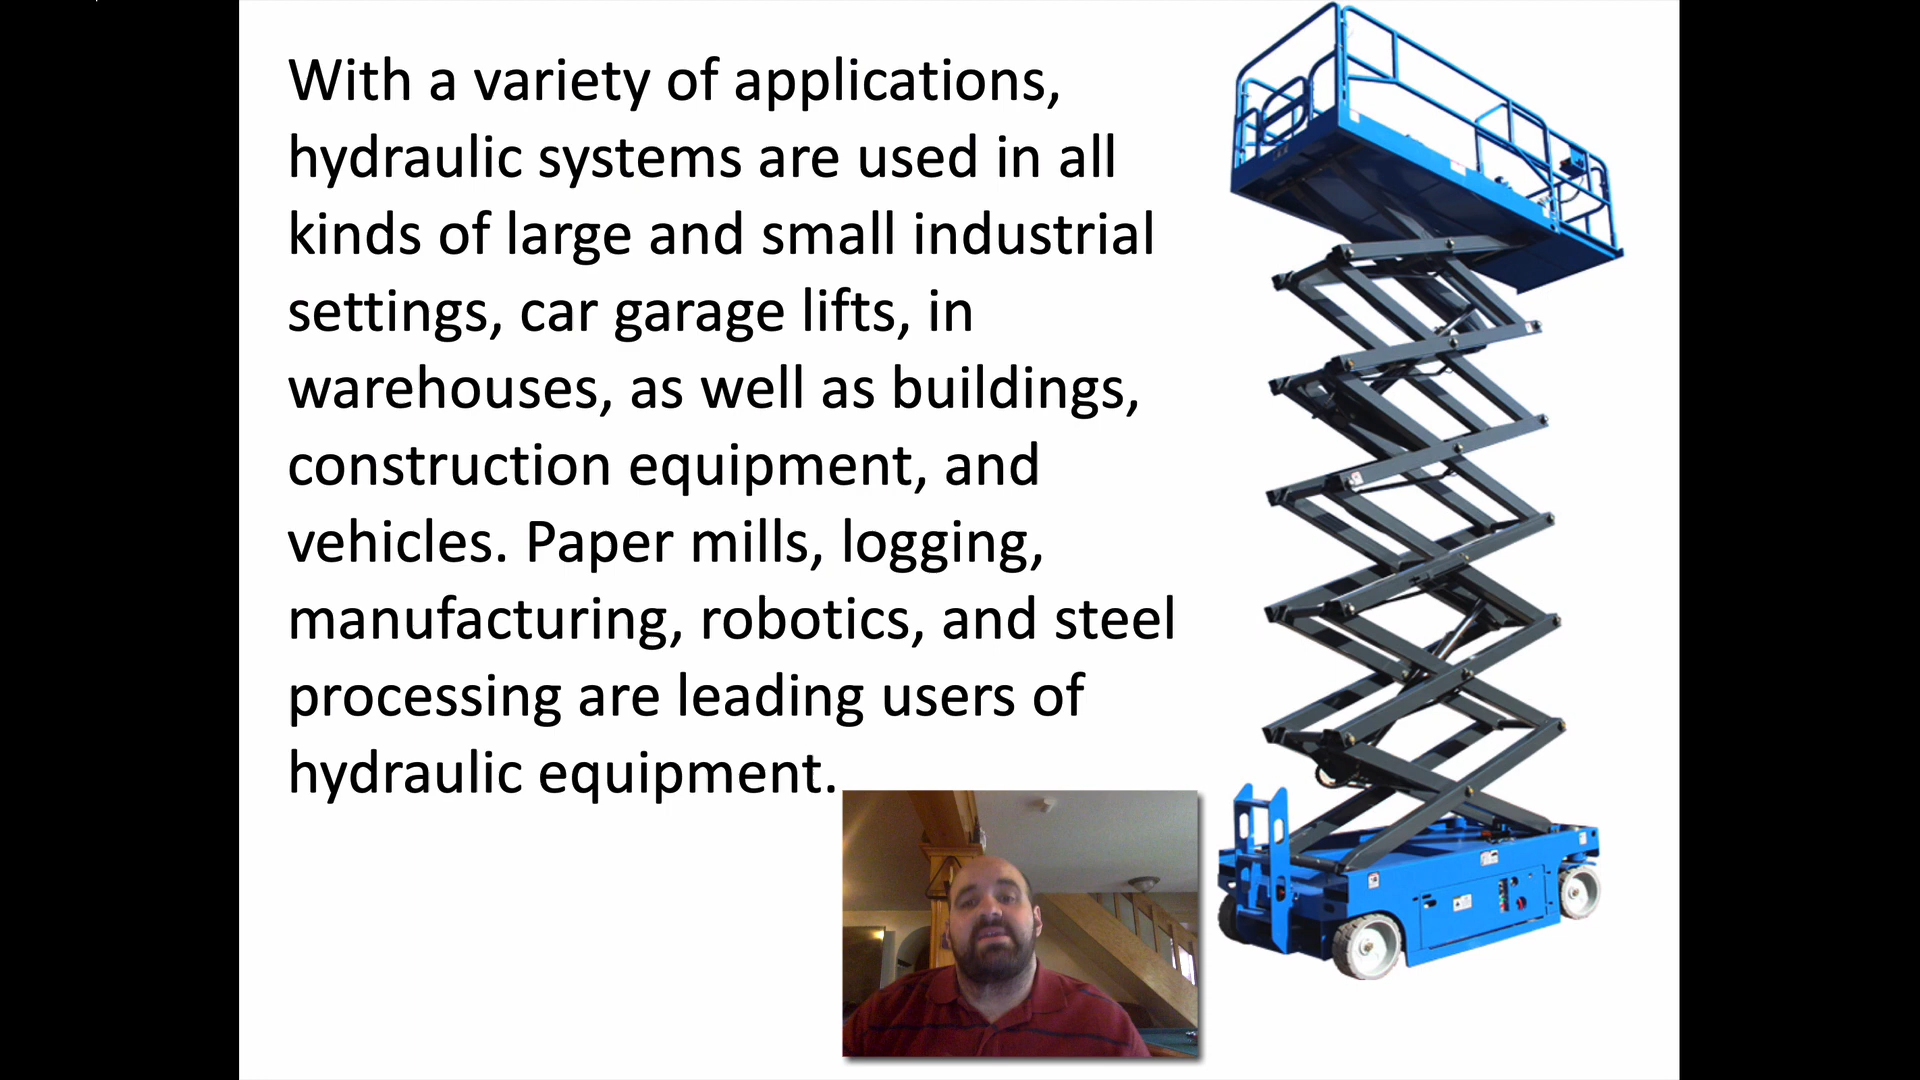 With a variety of applications,
hydraulic systems are used in all
kinds of large and small industrial
settings, car garage lifts, in
warehouses, as well as buildings,
construction equipment, and
vehicles. Paper mills, logging,
manufacturing, robotics, and steel
processing are leading users of
hydraulic equipment.